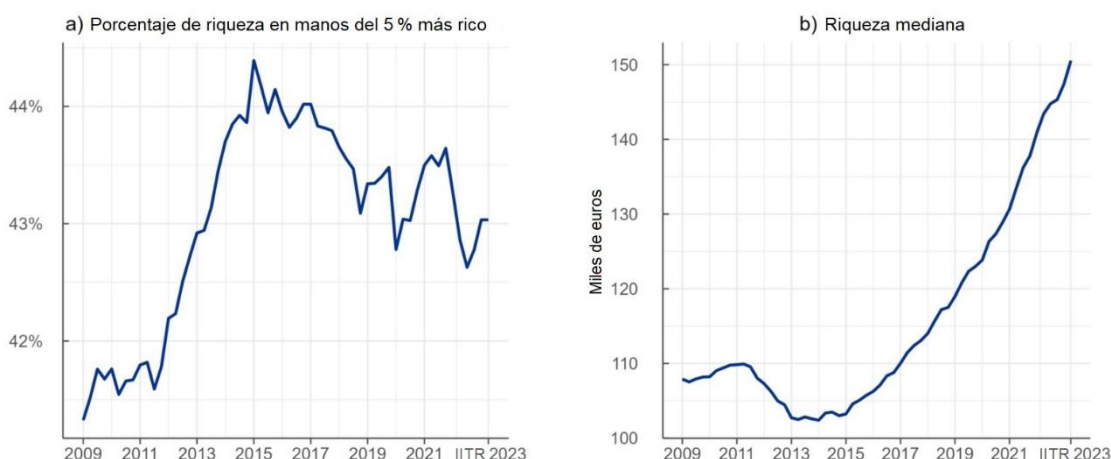 a) Porcentaje de riqueza en manos del 5 % más rico
44%
43%
42%
2009 2011 2013 2015 2017 2019 2021 IITR 2023
b) Riqueza mediana
Miles de euros
150
140
130
120
110
100
2009 2011 2013 2015 2017 2019 2021 IITR 2023